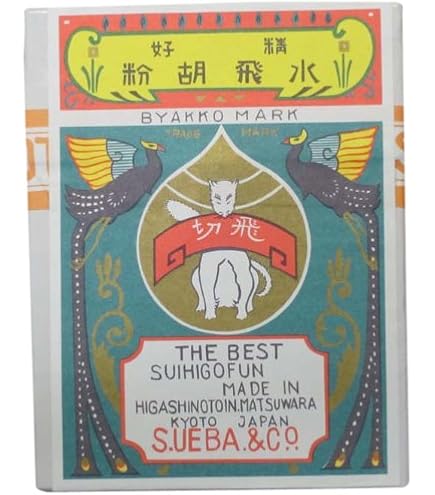 精好
水飛胡粉
BYAKKO MARK
TRADE MARK
飛切
THE BEST
SUIHIGOFUN
MADE IN
HIGASHINOTOIN.MATSUWARA
KYOTO JAPAN
S.UEBA.&Co.